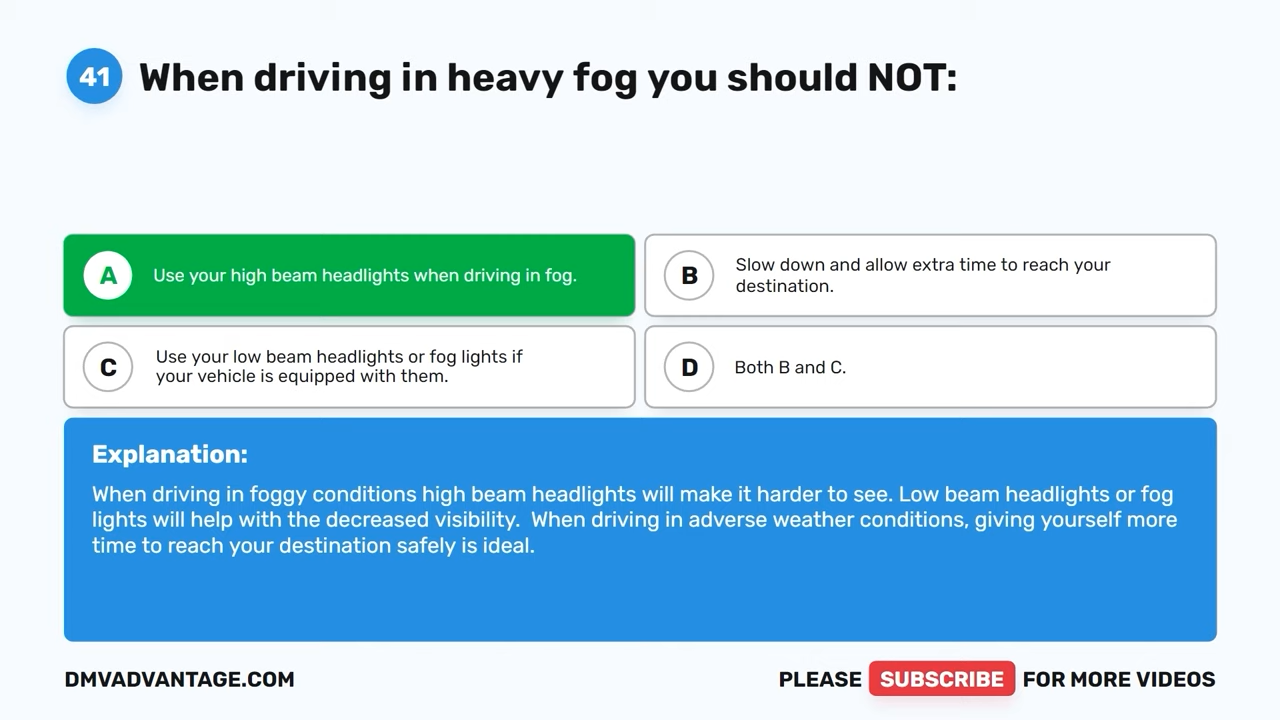 41 When driving in heavy fog you should NOT:
A Use your high beam headlights when driving in fog.
B Slow down and allow extra time to reach your
destination.
C Use your low beam headlights or fog lights if
your vehicle is equipped with them.
D Both B and C.
Explanation:
When driving in foggy conditions high beam headlights will make it harder to see. Low beam headlights or fog
lights will help with the decreased visibility.  When driving in adverse weather conditions, giving yourself more
time to reach your destination safely is ideal.
DMVADVANTAGE.COM
PLEASE SUBSCRIBE FOR MORE VIDEOS